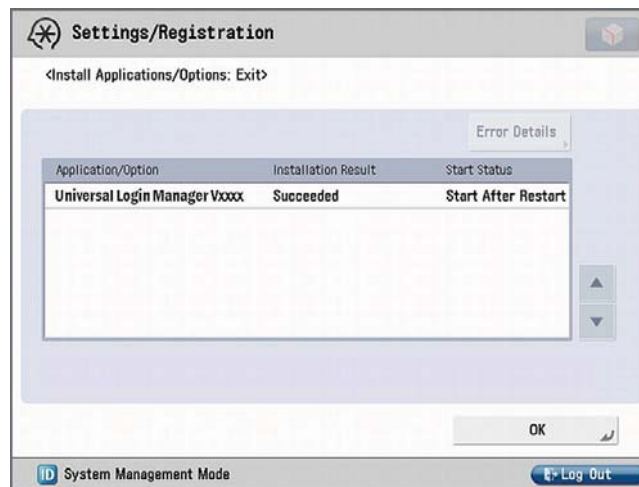 Settings/Registration
<Install Applications/Options: Exit>
Error Details
Application/Option Installation Result Start Status
Universal Login Manager Vxxxx Succeeded Start After Restart
OK
ID System Management Mode Log Out